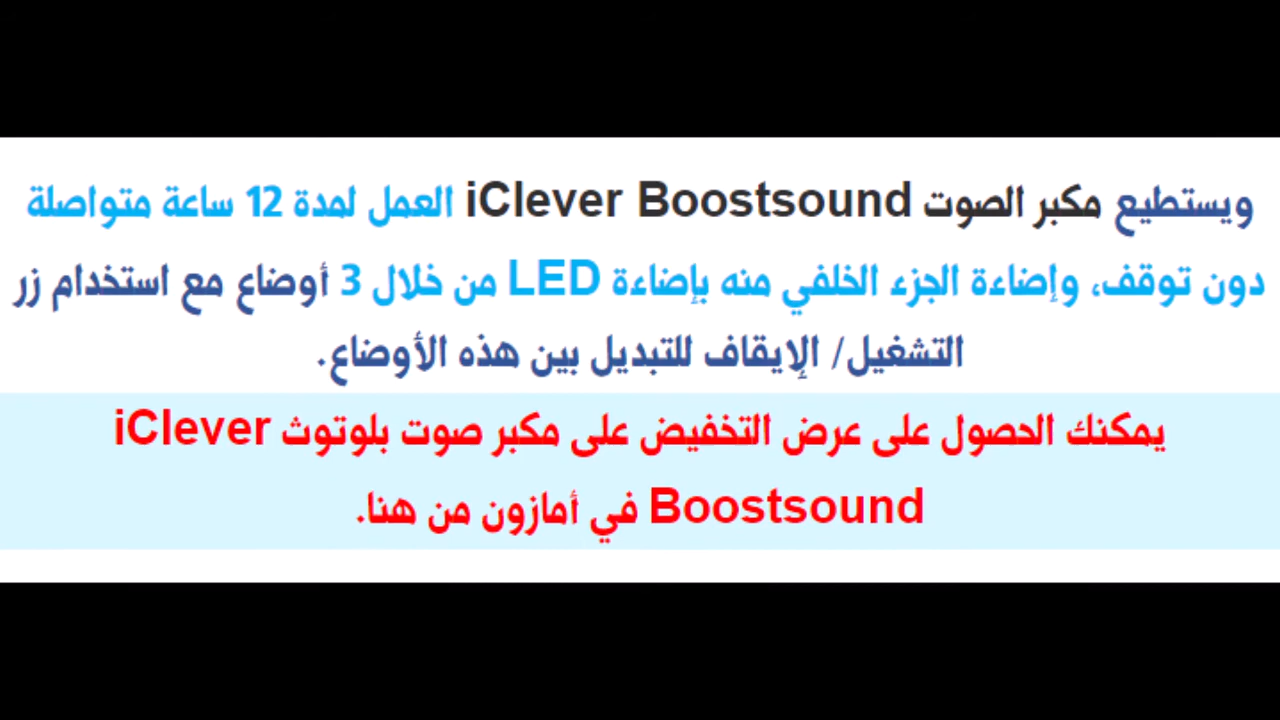 ويستطيع مكبر الصوت iClever Boostsound العمل لمدة 12 ساعة متواصلة
دون توقف، وإضاءة الجزء الخلفي منه بإضاءة LED من خلال 3 أوضاع مع استخدام زر
التشغيل/ الإيقاف للتبديل بين هذه الأوضاع.
يمكنك الحصول على عرض التخفيض على مكبر صوت بلوتوث iClever
Boostsound في أمازون من هنا.